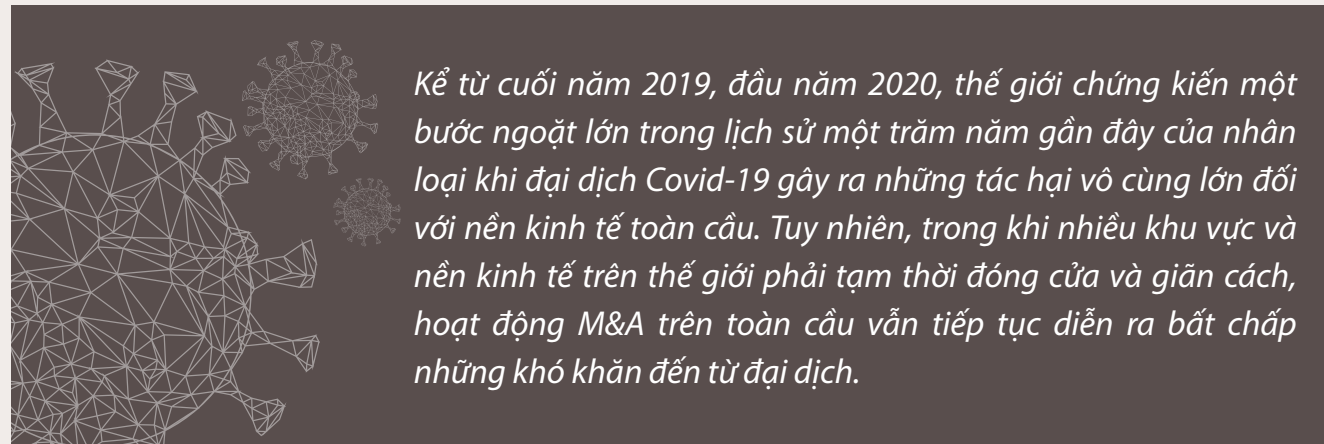 Kể từ cuối năm 2019, đầu năm 2020, thế giới chứng kiến một
bước ngoặt lớn trong lịch sử một trăm năm gần đây của nhân
loại khi đại dịch Covid-19 gây ra những tác hại vô cùng lớn đối
với nền kinh tế toàn cầu. Tuy nhiên, trong khi nhiều khu vực và
nền kinh tế trên thế giới phải tạm thời đóng cửa và giãn cách,
hoạt động M&A trên toàn cầu vẫn tiếp tục diễn ra bất chấp
những khó khăn đến từ đại dịch.